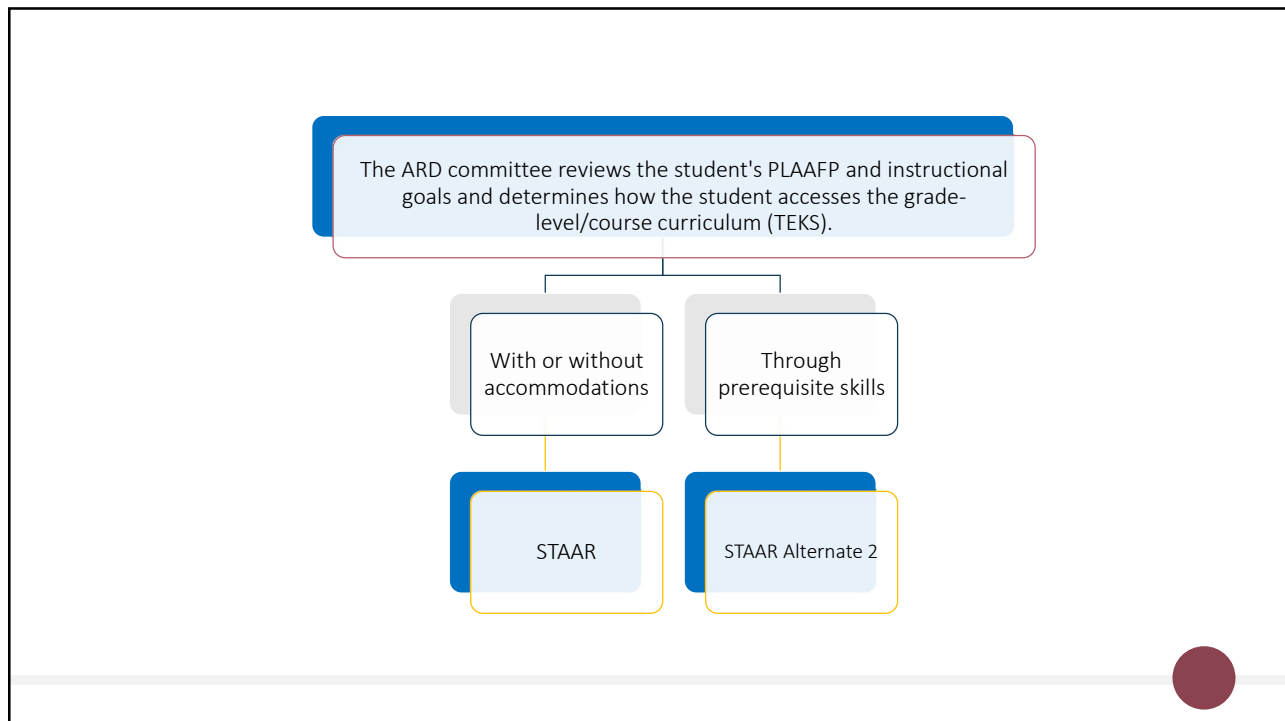 The ARD committee reviews the student's PLAAFP and instructional
goals and determines how the student accesses the grade-
level/course curriculum (TEKS).
With or without
accommodations
Through
prerequisite skills
STAAR
STAAR Alternate 2